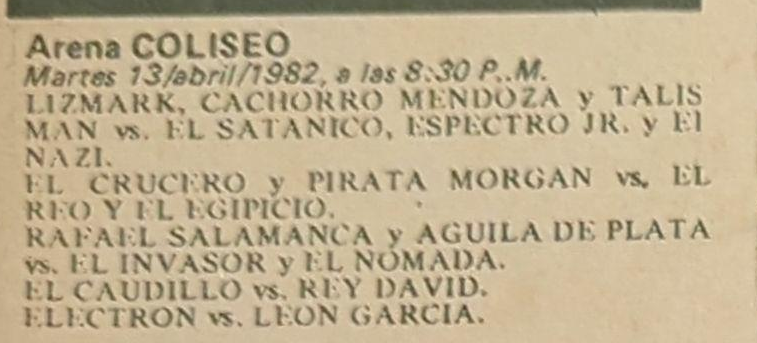 Arena COLISEO
Martes 13/abril/1982, a las 8:30 P..M.
LIZMARK, CACHORRO MENDOZA y TALIS
MAN vs. EL SATANICO, ESPECTRO JR. y El
NAZI.
EL CRUCERO y PIRATA MORGAN vs. EL
REO Y EL EGIPICIO.
RAFAEL SALAMANCA y AGUILA DE PLATA
vs. EL INVASOR y EL NOMADA.
EL CAUDILLO vs. REY DAVID.
ELECTRON vs. LEON GARCIA.